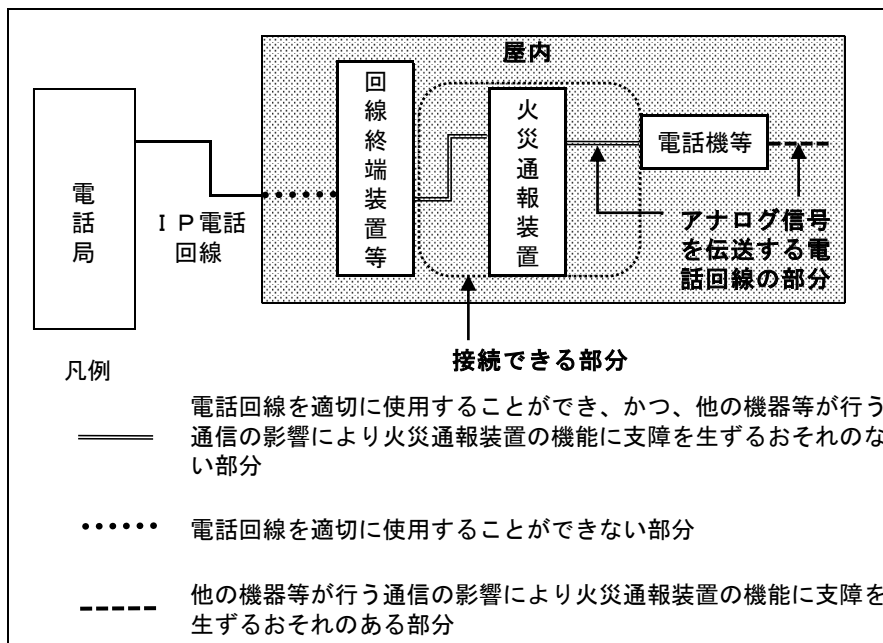 屋内
電話局
IP電話
回線
回線終端装置等
火災通報装置
電話機等
アナログ信号
を伝送する電
話回線の部分
接続できる部分
凡例
電話回線を適切に使用することができ、かつ、他の機器等が行う
通信の影響により火災通報装置の機能に支障を生ずるおそれのな
い部分
電話回線を適切に使用することができない部分
他の機器等が行う通信の影響により火災通報装置の機能に支障を
生ずるおそれのある部分